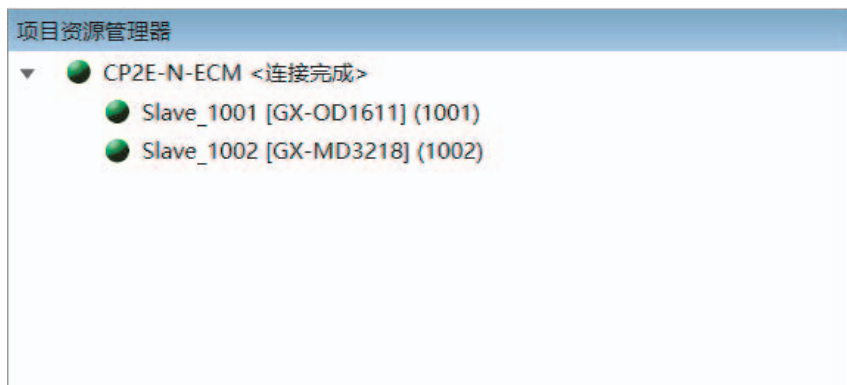 项目资源管理器
CP2E-N-ECM <连接完成>
Slave_1001 [GX-OD1611] (1001)
Slave_1002 [GX-MD3218] (1002)